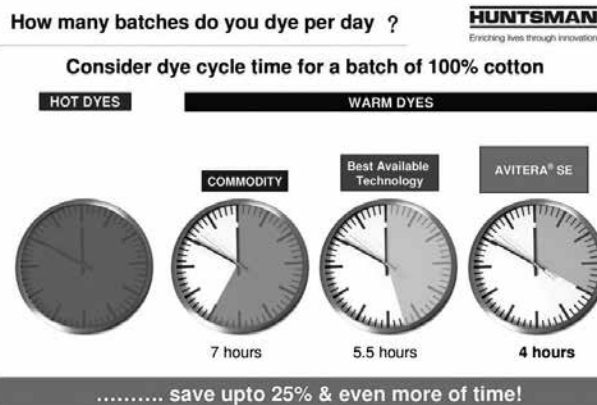 How many batches do you dye per day ?
HUNTSMAN
Enriching lives through innovation
Consider dye cycle time for a batch of 100% cotton
HOT DYES
WARM DYES
COMMODITY
Best Available
Technology
AVITERA® SE
7 hours
5.5 hours
4 hours
.......... save upto 25% & even more of time!